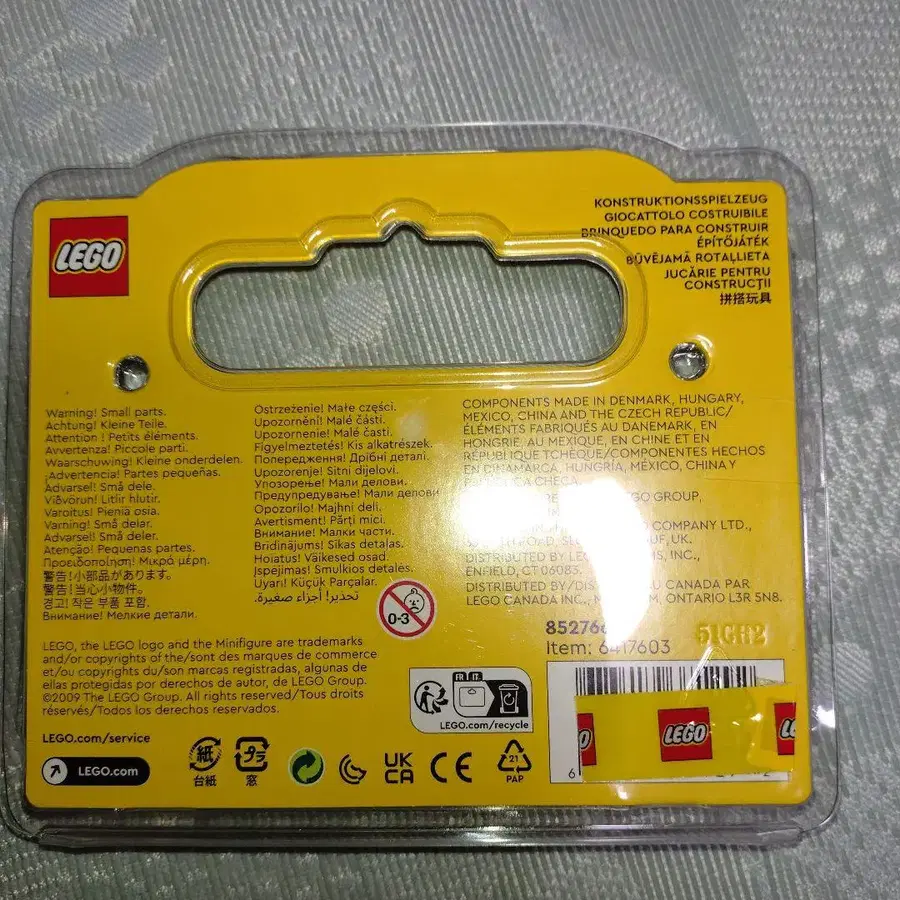 LEGO
KONSTRUKTIONSSPIELZEUG
GIOCATTOLO COSTRUIBILE
BRINQUEDO PARA CONSTRUIR
ÉPÍTŐJÁTÉK
BŪVĒJAMĀ ROTAĻLIETA
JUCĂRIE PENTRU
CONSTRUCȚII
拼搭玩具
Warning! Small parts.
Achtung! Kleine Teile.
Attention ! Petits éléments.
Avvertenza! Piccole parti.
Waarschuwing! Kleine onderdelen.
¡Advertencia! Partes pequeñas.
Advarsel! Små dele.
Viðvörun! Litlir hlutir.
Varoitus! Pieniä osia.
Varning! Små delar.
Advarsel! Små deler.
Atenção! Pequenas partes.
Προειδοποίηση! Μικρά μέρη.
警告!小部品があります。
警告!当心小物件。
경고! 작은 부품 포함.
Внимание! Мелкие детали.
Ostrzeżenie! Małe części.
Upozornění! Malé části.
Upozornenie! Malé časti.
Figyelmeztetés! Kis alkatrészek.
Попередження! Дрібні деталі.
Upozorenje! Sitni dijelovi.
Упозорење! Мали делови.
Предупредување! Мали делови
Opozorilo! Majhni deli.
Avertisment! Părți mici.
Внимание! Малки части.
Brīdinājums! Sīkas detaļas.
Hoiatus! Väikesed osad.
Įspėjimas! Smulkios detalės.
Uyarı! Küçük Parçalar.
تحذير! أجزاء صغيرة.
0-3
COMPONENTS MADE IN DENMARK, HUNGARY,
MEXICO, CHINA AND THE CZECH REPUBLIC/
ÉLÉMENTS FABRIQUÉS AU DANEMARK, EN
HONGRIE, AU MEXIQUE, EN CHINE ET EN
RÉPUBLIQUE TCHÈQUE/COMPONENTES HECHOS
EN DINAMARCA, HUNGRÍA, MÉXICO, CHINA Y
CHECA.
GROUP,
COMPANY LTD.,
UK.
DISTRIBUTED BY INC.,
ENFIELD, CT 06083.
DISTRIBUTED BY/ AU CANADA PAR
LEGO CANADA INC., ONTARIO L3R 5N8.
85276
Item: 6417603
51CH2
LEGO, the LEGO logo and the Minifigure are trademarks
and/or copyrights of the/sont des marques de commerce
et/ou copyrights du/son marcas registradas, algunas de
ellas protegidas por derechos de autor, de LEGO Group.
©2009 The LEGO Group. All rights reserved/Tous droits
réservés/Todos los derechos reservados.
FR IT
LEGO.com/recycle
LEGO.com/service
LEGO.com
紙
台紙
プラ
窓
UK
CA
CE
21
PAP
LEGO
6